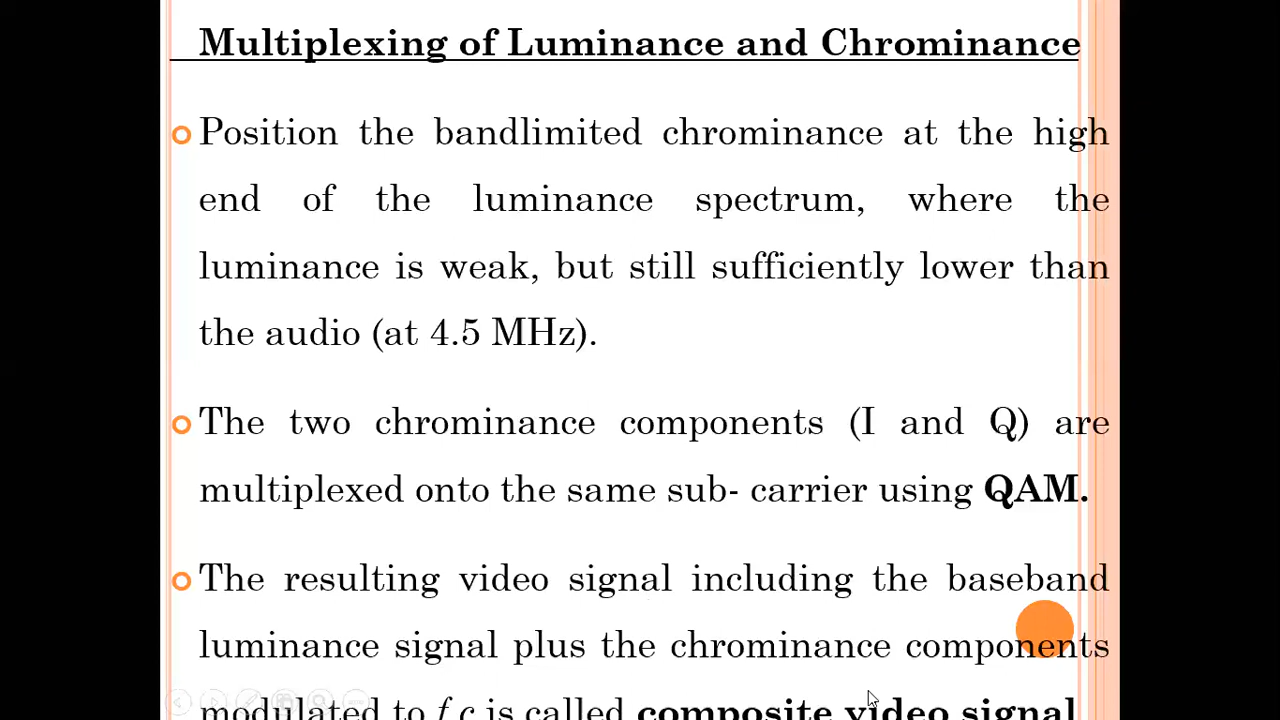 Multiplexing of Luminance and Chrominance
Position the bandlimited chrominance at the high
end of the luminance spectrum, where the
luminance is weak, but still sufficiently lower than
the audio (at 4.5 MHz).
The two chrominance components (I and Q) are
multiplexed onto the same sub- carrier using QAM.
The resulting video signal including the baseband
luminance signal plus the chrominance components
modulated to f c is called composite video signal